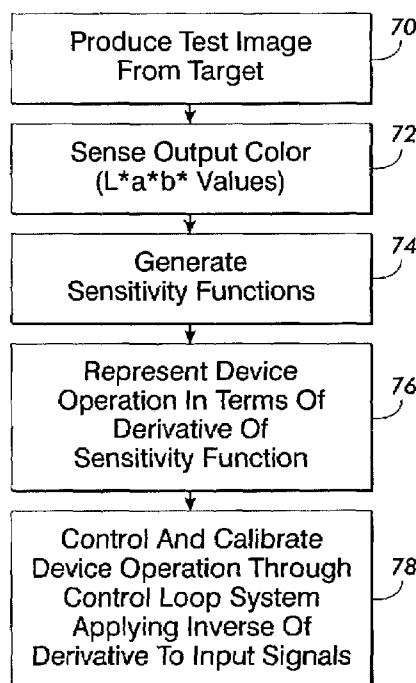 Produce Test Image
From Target
70
Sense Output Color
(L*a*b* Values)
72
Generate
Sensitivity Functions
74
Represent Device
Operation In Terms Of
Derivative Of
Sensitivity Function
76
Control And Calibrate
Device Operation Through
Control Loop System
Applying Inverse Of
Derivative To Input Signals
78